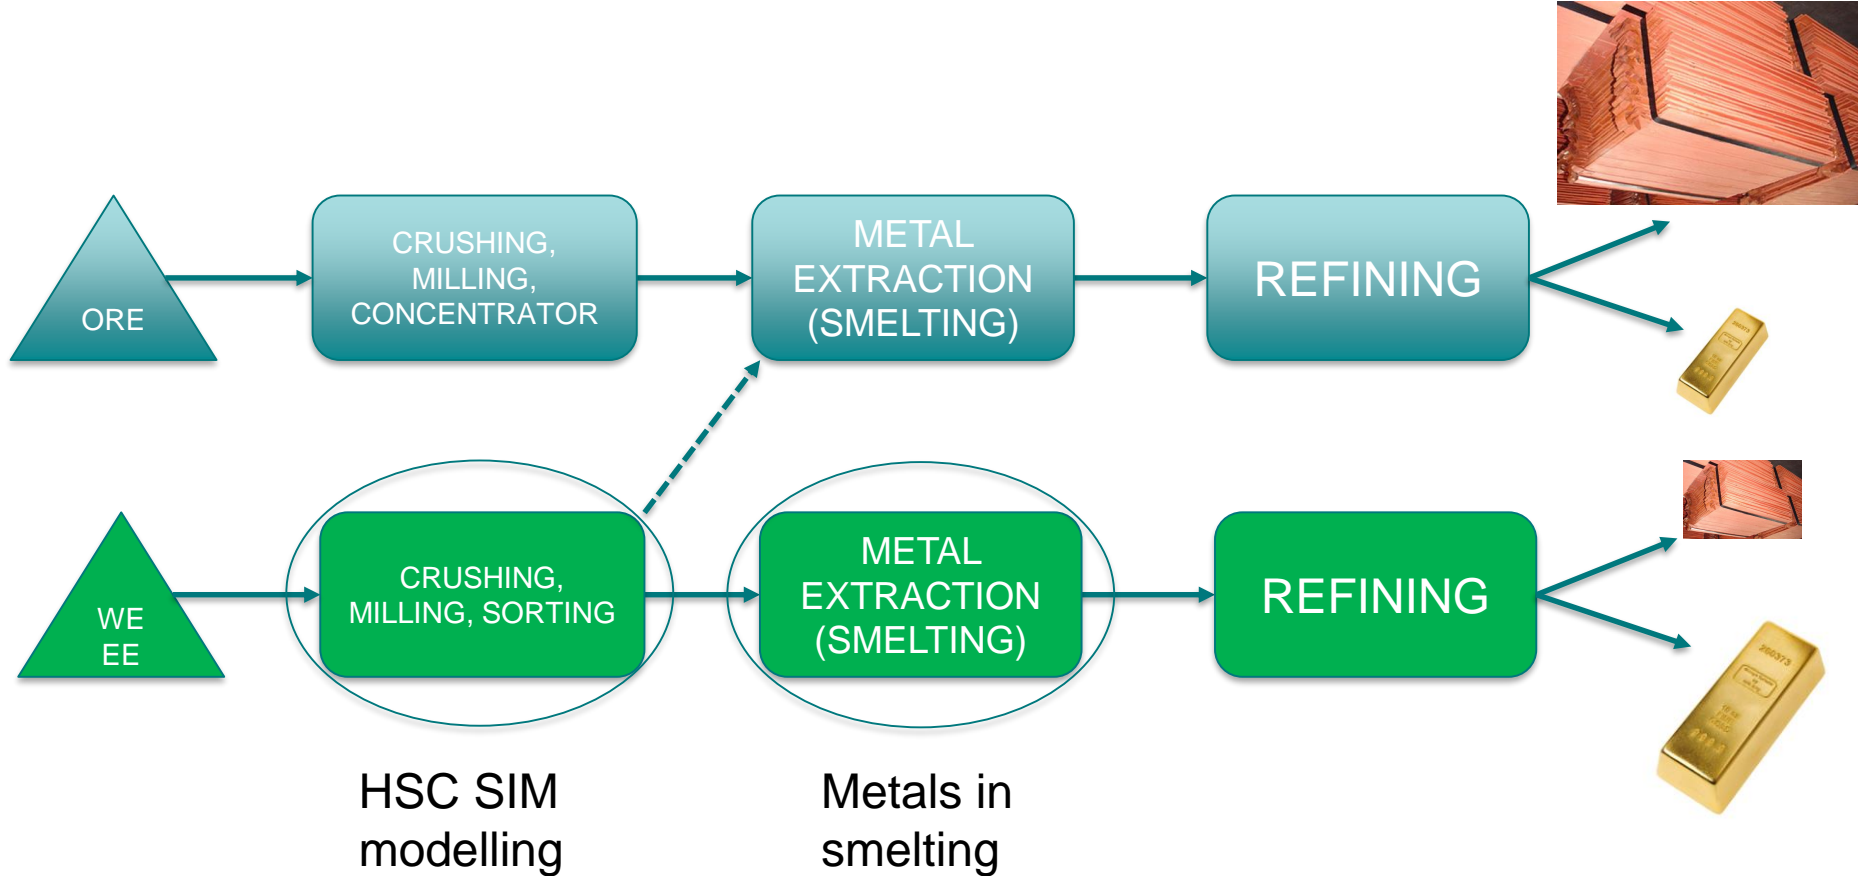 ORE
CRUSHING,
MILLING,
CONCENTRATOR
METAL
EXTRACTION
(SMELTING)
REFINING
WE
EE
CRUSHING,
MILLING, SORTING
METAL
EXTRACTION
(SMELTING)
REFINING
HSC SIM
modelling
Metals in
smelting